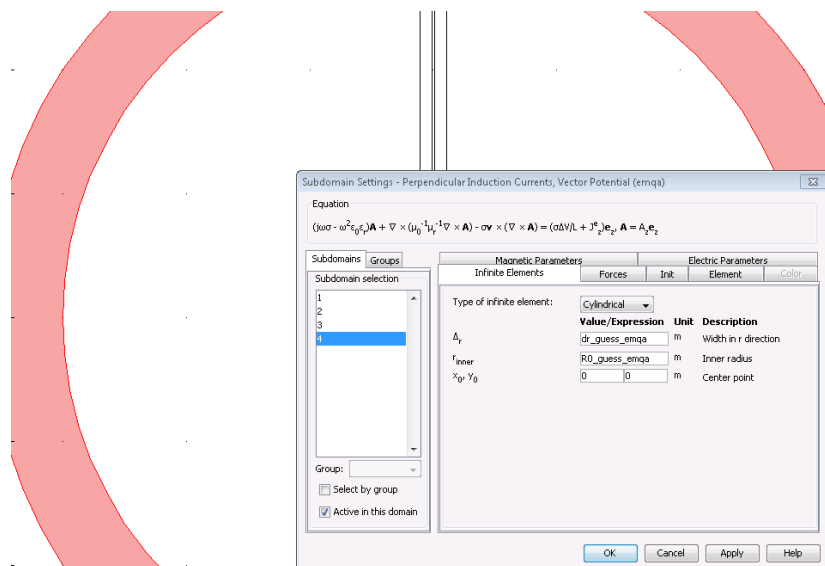 Subdomain Settings - Perpendicular Induction Currents, Vector Potential (emqa)
Equation
(jωσ - ω²ε₀εᵣ)A + ∇ × (μ₀⁻¹μᵣ⁻¹∇ × A) - σv × (∇ × A) = (σΔV/L + Jᵉz)ez, A = Azez
Subdomains Groups
Subdomain selection
1
2
3
4
Group:
Select by group
Active in this domain
Magnetic Parameters Electric Parameters
Infinite Elements Forces Init Element Color
Type of infinite element: Cylindrical
Value/Expression Unit Description
Δr dr_guess_emqa m Width in r direction
rinner R0_guess_emqa m Inner radius
x₀, y₀ 0 0 m Center point
OK Cancel Apply Help